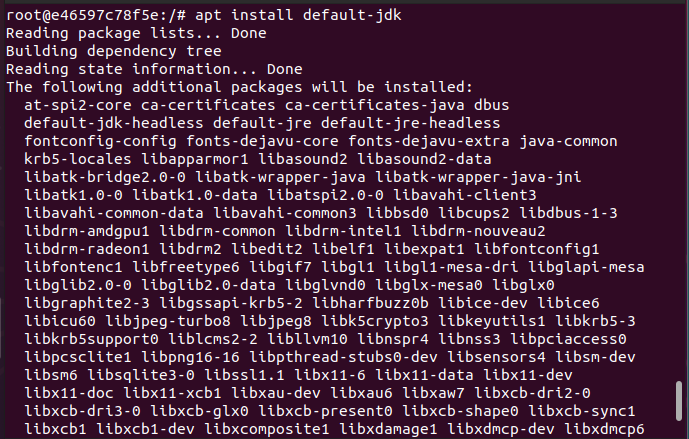 root@e46597c78f5e:/# apt install default-jdk
Reading package lists... Done
Building dependency tree
Reading state information... Done
The following additional packages will be installed:
at-spi2-core ca-certificates ca-certificates-java dbus
default-jdk-headless default-jre default-jre-headless
fontconfig-config fonts-dejavu-core fonts-dejavu-extra java-common
krb5-locales libapparmor1 libasound2 libasound2-data
libatk-bridge2.0-0 libatk-wrapper-java libatk-wrapper-java-jni
libatk1.0-0 libatk1.0-data libatspi2.0-0 libavahi-client3
libavahi-common-data libavahi-common3 libbsd0 libcups2 libdbus-1-3
libdrm-amdgpu1 libdrm-common libdrm-intel1 libdrm-nouveau2
libdrm-radeon1 libdrm2 libedit2 libelf1 libexpat1 libfontconfig1
libfontenc1 libfreetype6 libgif7 libgl1 libgl1-mesa-dri libglapi-mesa
libglib2.0-0 libglib2.0-data libglvnd0 libglx-mesa0 libglx0
libgraphite2-3 libgssapi-krb5-2 libharfbuzz0b libice-dev libice6
libicu60 libjpeg-turbo8 libjpeg8 libk5crypto3 libkeyutils1 libkrb5-3
libkrb5support0 liblcms2-2 libllvm10 libnspr4 libnss3 libpciaccess0
libpcsclite1 libpng16-16 libpthread-stubs0-dev libsensors4 libsm-dev
libsm6 libsqlite3-0 libssl1.1 libx11-6 libx11-data libx11-dev
libx11-doc libx11-xcb1 libxau-dev libxau6 libxaw7 libxcb-dri2-0
libxcb-dri3-0 libxcb-glx0 libxcb-present0 libxcb-shape0 libxcb-sync1
libxcb1 libxcb1-dev libxcomposite1 libxdamage1 libxdmcp-dev libxdmcp6